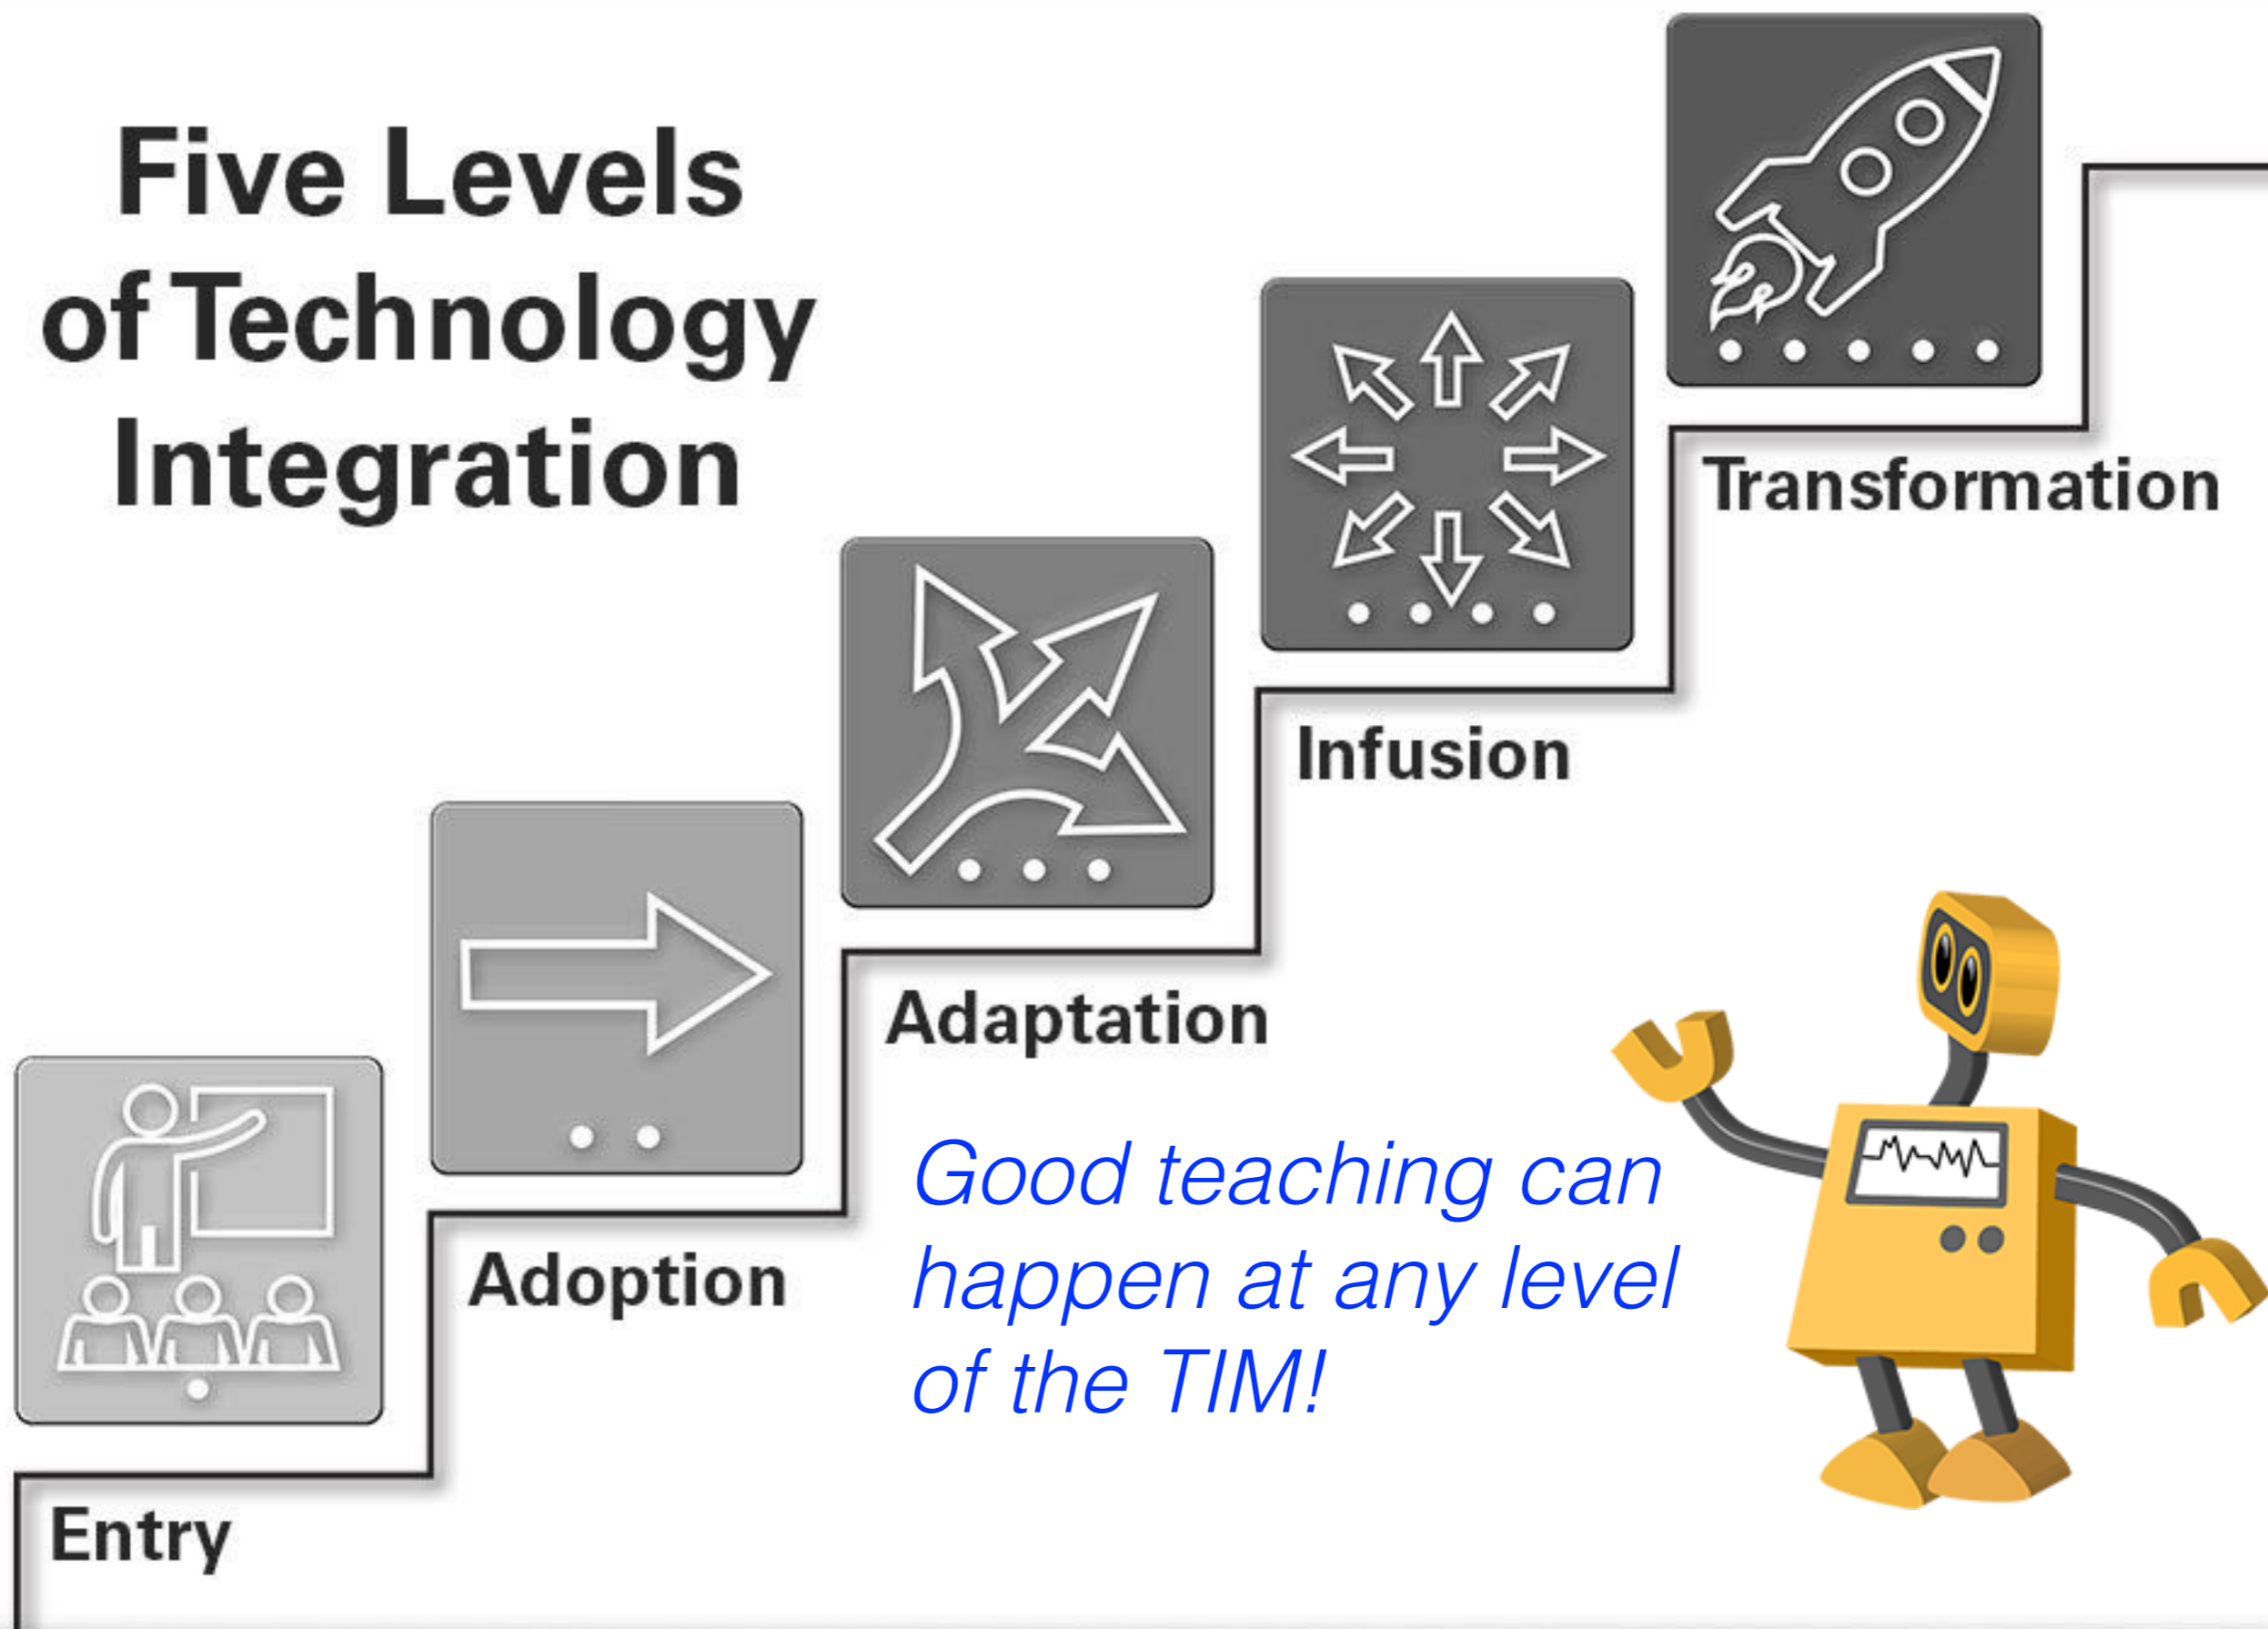 Five Levels
of Technology
Integration
Transformation
Infusion
Adaptation
Adoption
Entry
Good teaching can
happen at any level
of the TIM!